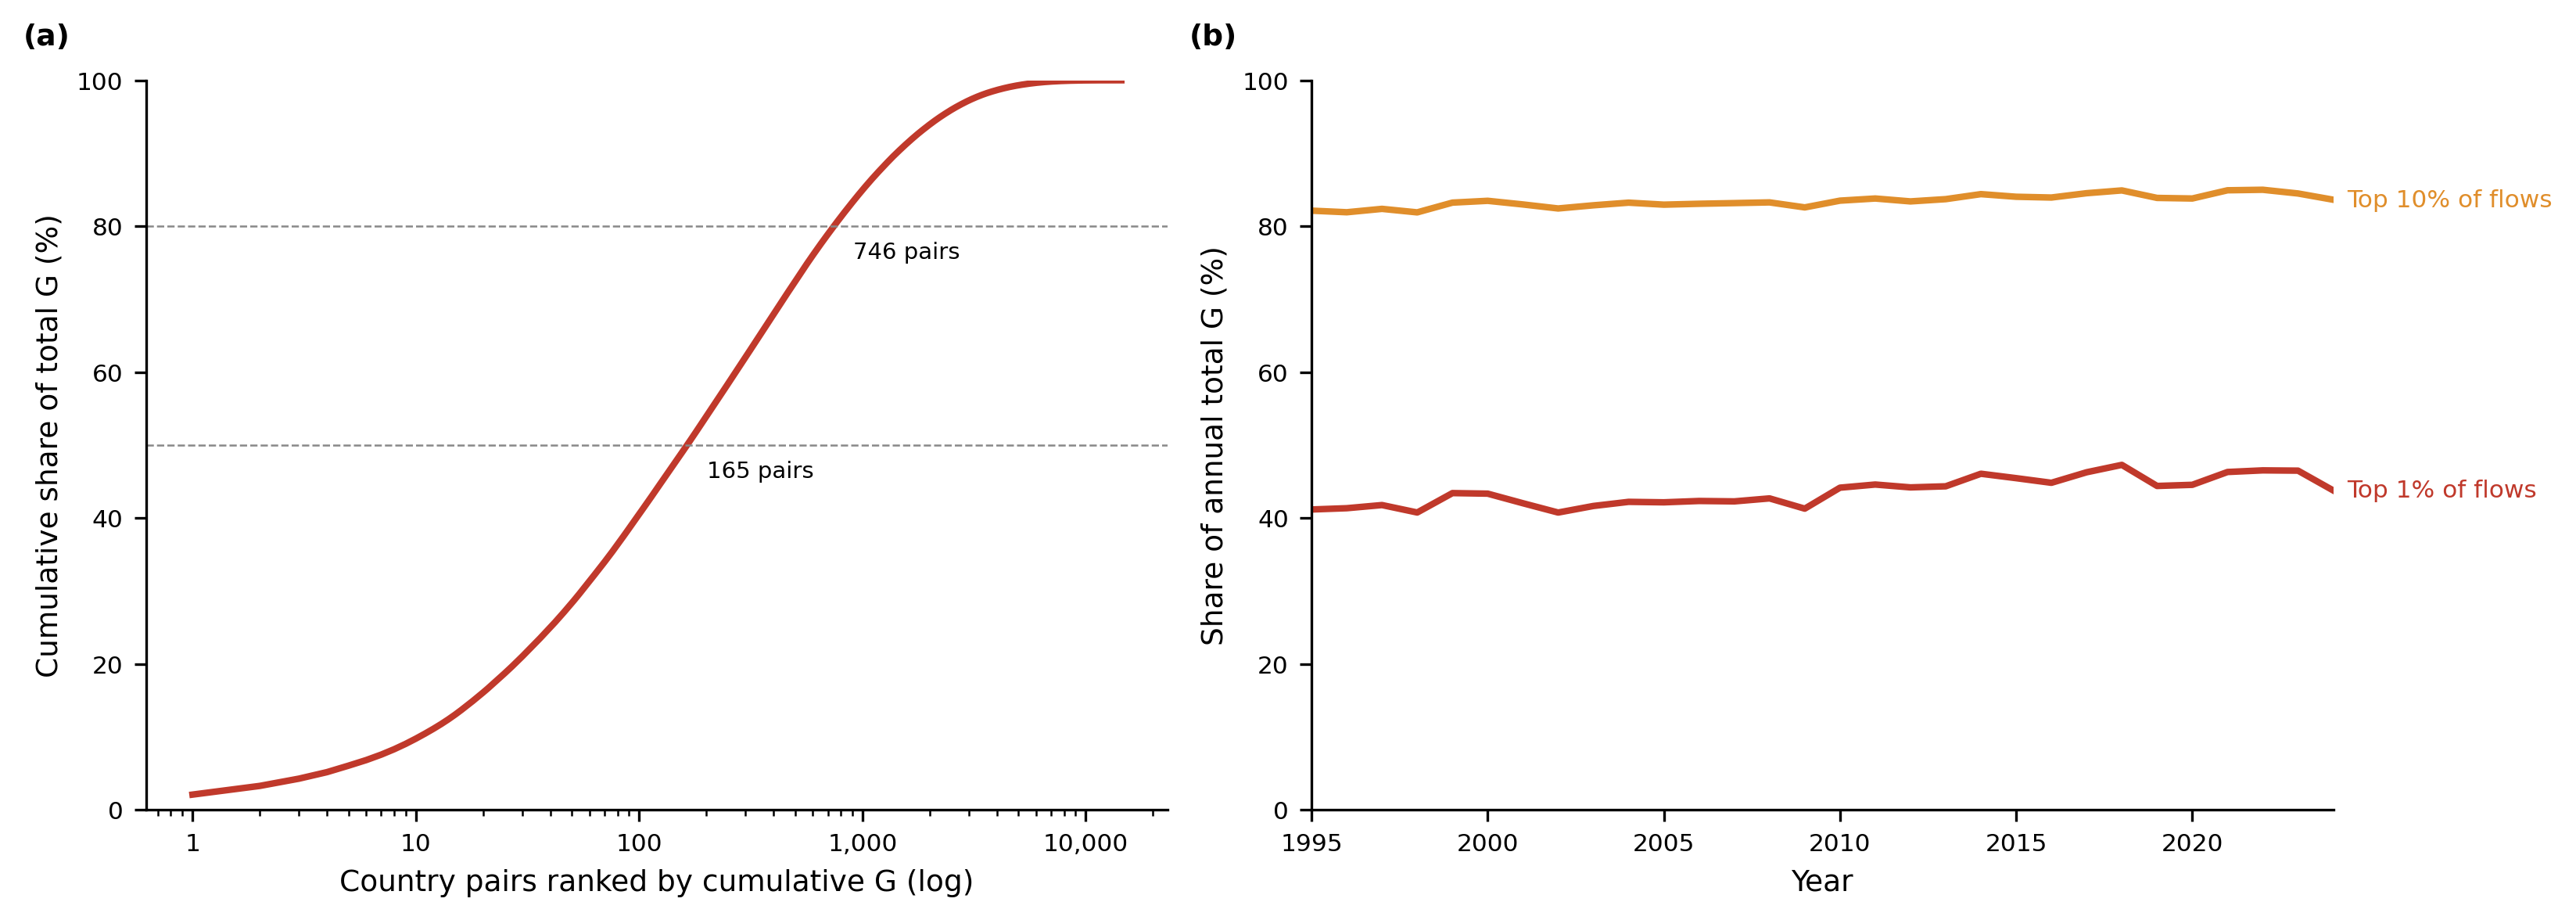 (a)
Cumulative share of total G (%)
100
80
60
40
20
0
746 pairs
165 pairs
1
10
100
1,000
10,000
Country pairs ranked by cumulative G (log)
(b)
Share of annual total G (%)
100
80
60
40
20
0
Top 10% of flows
Top 1% of flows
1995
2000
2005
2010
2015
2020
Year